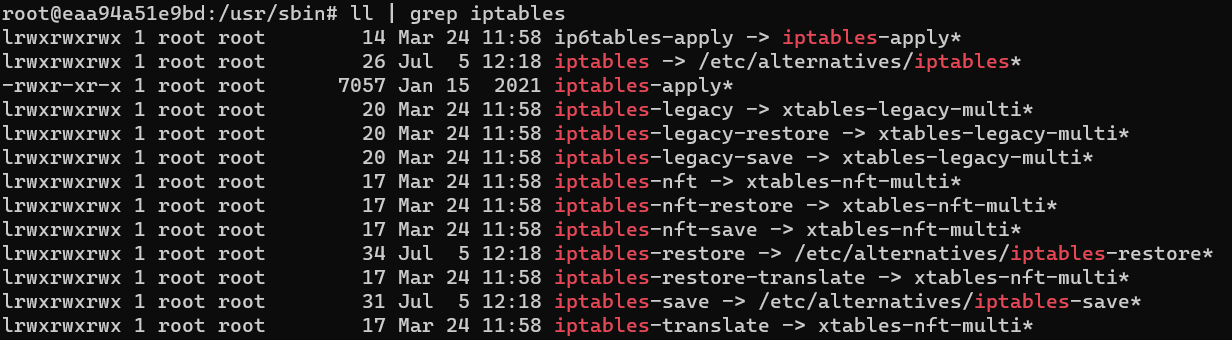 root@eaa94a51e9bd:/usr/sbin# ll | grep iptables
lrwxrwxrwx 1 root root        14 Mar 24 11:58 ip6tables-apply -> iptables-apply*
lrwxrwxrwx 1 root root        26 Jul  5 12:18 iptables -> /etc/alternatives/iptables*
-rwxr-xr-x 1 root root      7057 Jan 15  2021 iptables-apply*
lrwxrwxrwx 1 root root        20 Mar 24 11:58 iptables-legacy -> xtables-legacy-multi*
lrwxrwxrwx 1 root root        20 Mar 24 11:58 iptables-legacy-restore -> xtables-legacy-multi*
lrwxrwxrwx 1 root root        20 Mar 24 11:58 iptables-legacy-save -> xtables-legacy-multi*
lrwxrwxrwx 1 root root        17 Mar 24 11:58 iptables-nft -> xtables-nft-multi*
lrwxrwxrwx 1 root root        17 Mar 24 11:58 iptables-nft-restore -> xtables-nft-multi*
lrwxrwxrwx 1 root root        17 Mar 24 11:58 iptables-nft-save -> xtables-nft-multi*
lrwxrwxrwx 1 root root        34 Jul  5 12:18 iptables-restore -> /etc/alternatives/iptables-restore*
lrwxrwxrwx 1 root root        17 Mar 24 11:58 iptables-restore-translate -> xtables-nft-multi*
lrwxrwxrwx 1 root root        31 Jul  5 12:18 iptables-save -> /etc/alternatives/iptables-save*
lrwxrwxrwx 1 root root        17 Mar 24 11:58 iptables-translate -> xtables-nft-multi*